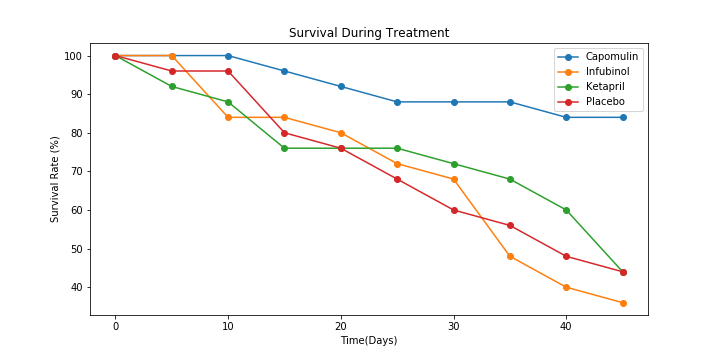 Survival During Treatment
Survival Rate (%)
100
90
80
70
60
50
40
0
10
20
30
40
Time(Days)
Capomulin
Infubinol
Ketapril
Placebo